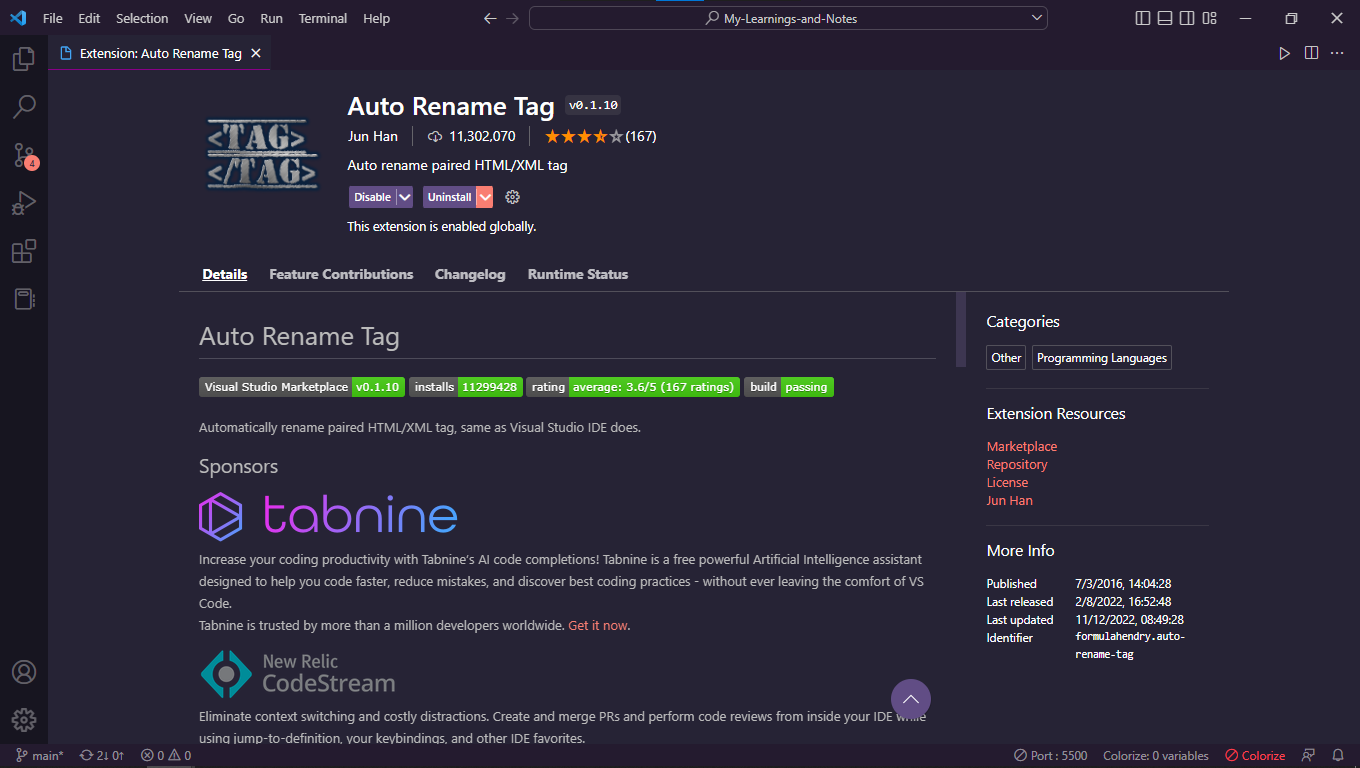 File Edit Selection View Go Run Terminal Help
My-Learnings-and-Notes
Extension: Auto Rename Tag
<TAG>
</TAG>
Auto Rename Tag v0.1.10
Jun Han 11,302,070 (167)
Auto rename paired HTML/XML tag
Disable Uninstall
This extension is enabled globally.
4
Details Feature Contributions Changelog Runtime Status
Auto Rename Tag
Visual Studio Marketplace v0.1.10 installs 11299428 rating average: 3.6/5 (167 ratings) build passing
Automatically rename paired HTML/XML tag, same as Visual Studio IDE does.
Sponsors
tabnine
Increase your coding productivity with Tabnine's AI code completions! Tabnine is a free powerful Artificial Intelligence assistant
designed to help you code faster, reduce mistakes, and discover best coding practices - without ever leaving the comfort of VS
Code.
Tabnine is trusted by more than a million developers worldwide. Get it now.
New Relic
CodeStream
Eliminate context switching and costly distractions. Create and merge PRs and perform code reviews from inside your IDE while
using jump-to-definition, your keybindings, and other IDE favorites.
Categories
Other Programming Languages
Extension Resources
Marketplace
Repository
License
Jun Han
More Info
Published 7/3/2016, 14:04:28
Last released 2/8/2022, 16:52:48
Last updated 11/12/2022, 08:49:28
Identifier formulahendry.auto-
rename-tag
main* 2↓ 0↑ 0 0 Port : 5500 Colorize: 0 variables Colorize